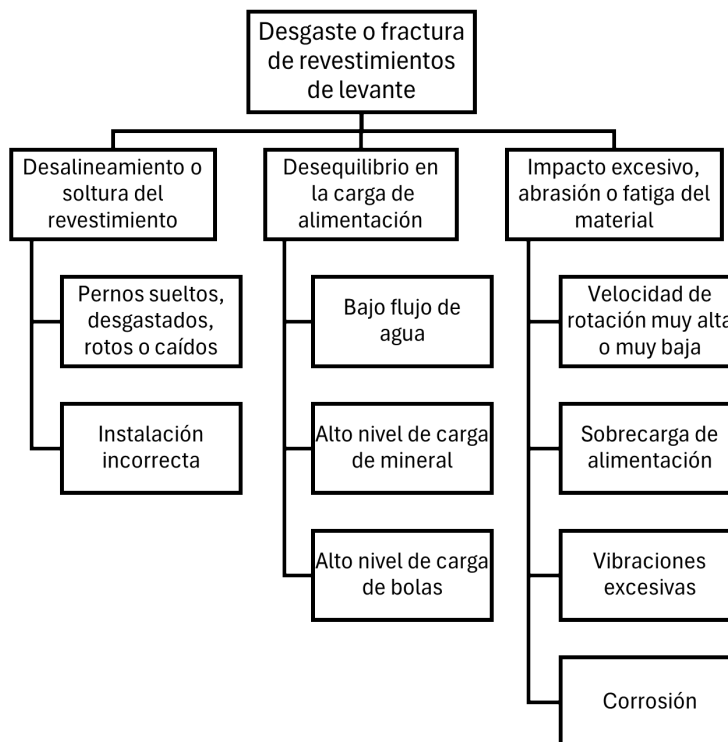 Desgaste o fractura
de revestimientos
de levante
Desalineamiento o
soltura del
revestimiento
Pernos sueltos,
desgastados,
rotos o caídos
Instalación
incorrecta
Desequilibrio en
la carga de
alimentación
Bajo flujo de
agua
Alto nivel de carga
de mineral
Alto nivel de carga
de bolas
Impacto excesivo,
abrasión o fatiga del
material
Velocidad de
rotación muy alta
o muy baja
Sobrecarga de
alimentación
Vibraciones
excesivas
Corrosión